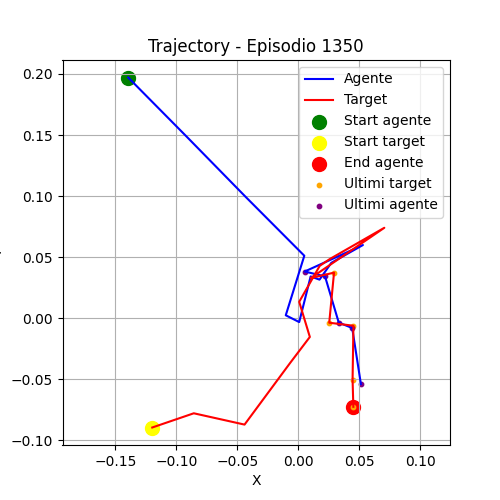 Trajectory - Episodio 1350
Agente
Target
Start agente
Start target
End agente
Ultimi target
Ultimi agente
0.20
0.15
0.10
0.05
0.00
−0.05
−0.10
−0.15
−0.10
−0.05
0.00
0.05
0.10
X